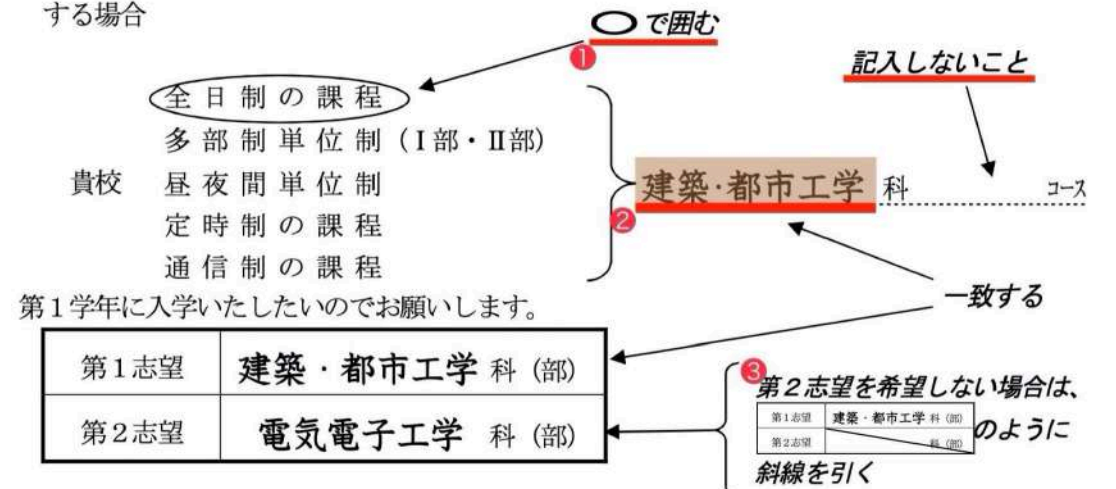 する場合
〇で囲む
❶
記入しないこと
全日制の課程
多部制単位制(Ⅰ部・Ⅱ部)
貴校 昼夜間単位制
建築・都市工学 科 コース
❷
定時制の課程
通信制の課程
一致する
第1学年に入学いたしたいのでお願いします。
第1志望 建築・都市工学 科(部)
第2志望 電気電子工学 科(部)
❸
第2志望を希望しない場合は、
第1志望 建築・都市工学 科(部)
第2志望 科(部)
のように
斜線を引く